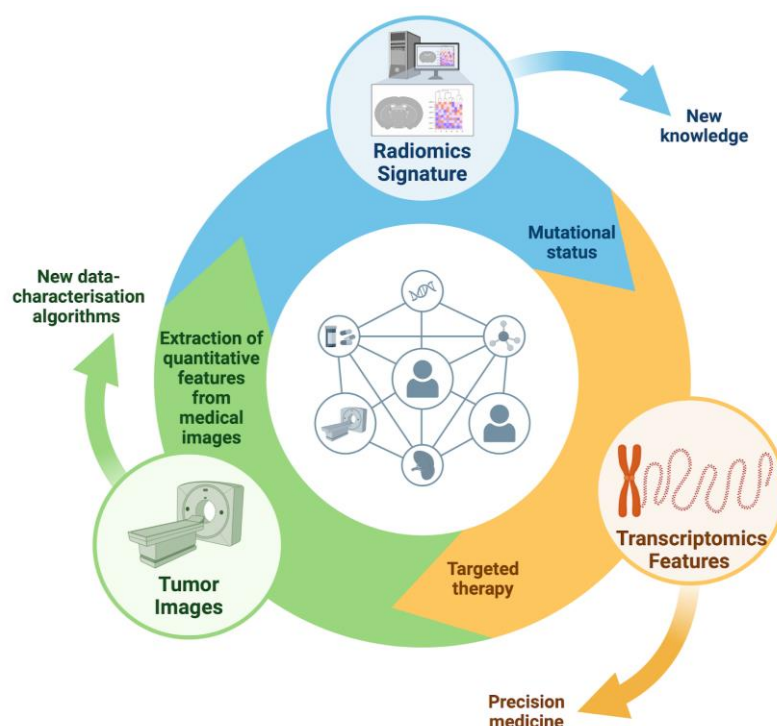 Radiomics
Signature
New
knowledge
Mutational
status
New data-
characterisation
algorithms
Extraction of
quantitative
features
from
medical
images
Transcriptomics
Features
Targeted
therapy
Tumor
Images
Precision
medicine